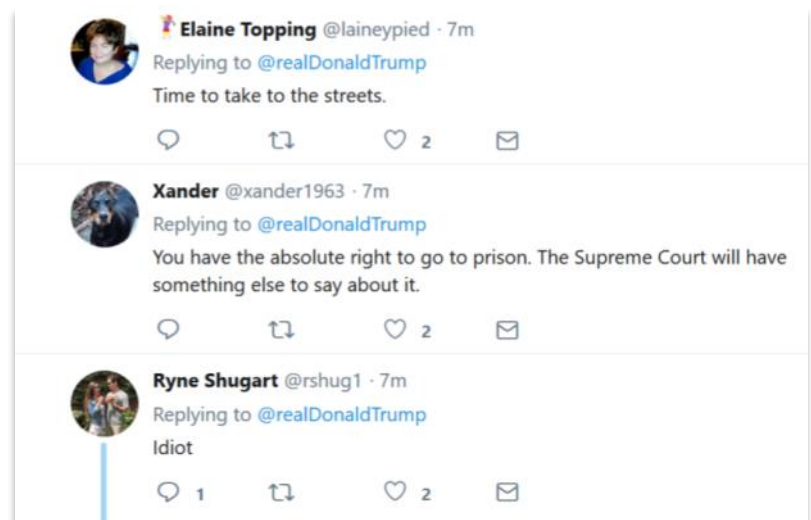 Elaine Topping @laineypied · 7m
Replying to @realDonaldTrump
Time to take to the streets.
2
Xander @xander1963 · 7m
Replying to @realDonaldTrump
You have the absolute right to go to prison. The Supreme Court will have
something else to say about it.
2
Ryne Shugart @rshug1 · 7m
Replying to @realDonaldTrump
Idiot
1 2